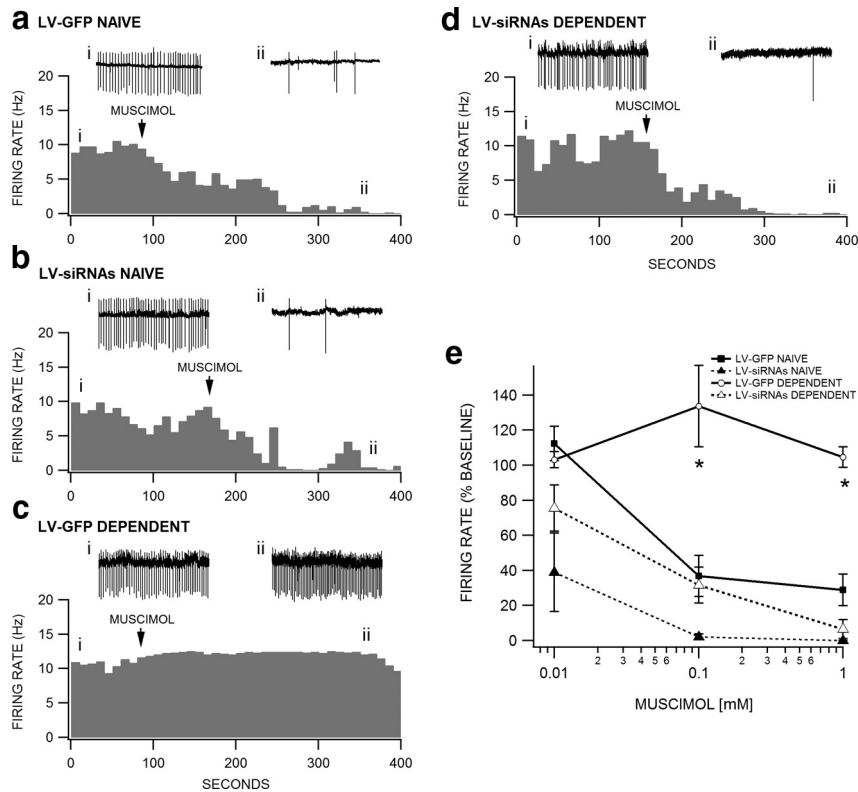 a LV-GFP NAIVE
i
ii
20
15
10
5
0
FIRING RATE (Hz)
MUSCIMOL
i
ii
0 100 200 300 400
b LV-siRNAs NAIVE
i
ii
20
15
10
5
0
FIRING RATE (Hz)
MUSCIMOL
i
ii
0 100 200 300 400
c LV-GFP DEPENDENT
i
ii
20
15
10
5
0
FIRING RATE (Hz)
MUSCIMOL
i
ii
0 100 200 300 400
SECONDS
d LV-siRNAs DEPENDENT
i
ii
20
15
10
5
0
FIRING RATE (Hz)
MUSCIMOL
i
ii
0 100 200 300 400
SECONDS
e
LV-GFP NAIVE
LV-siRNAs NAIVE
LV-GFP DEPENDENT
LV-siRNAs DEPENDENT
140
120
100
80
60
40
20
0
FIRING RATE (% BASELINE)
*
*
0.01 2 3 4 5 6 0.1 2 3 4 5 6 1
MUSCIMOL [mM]